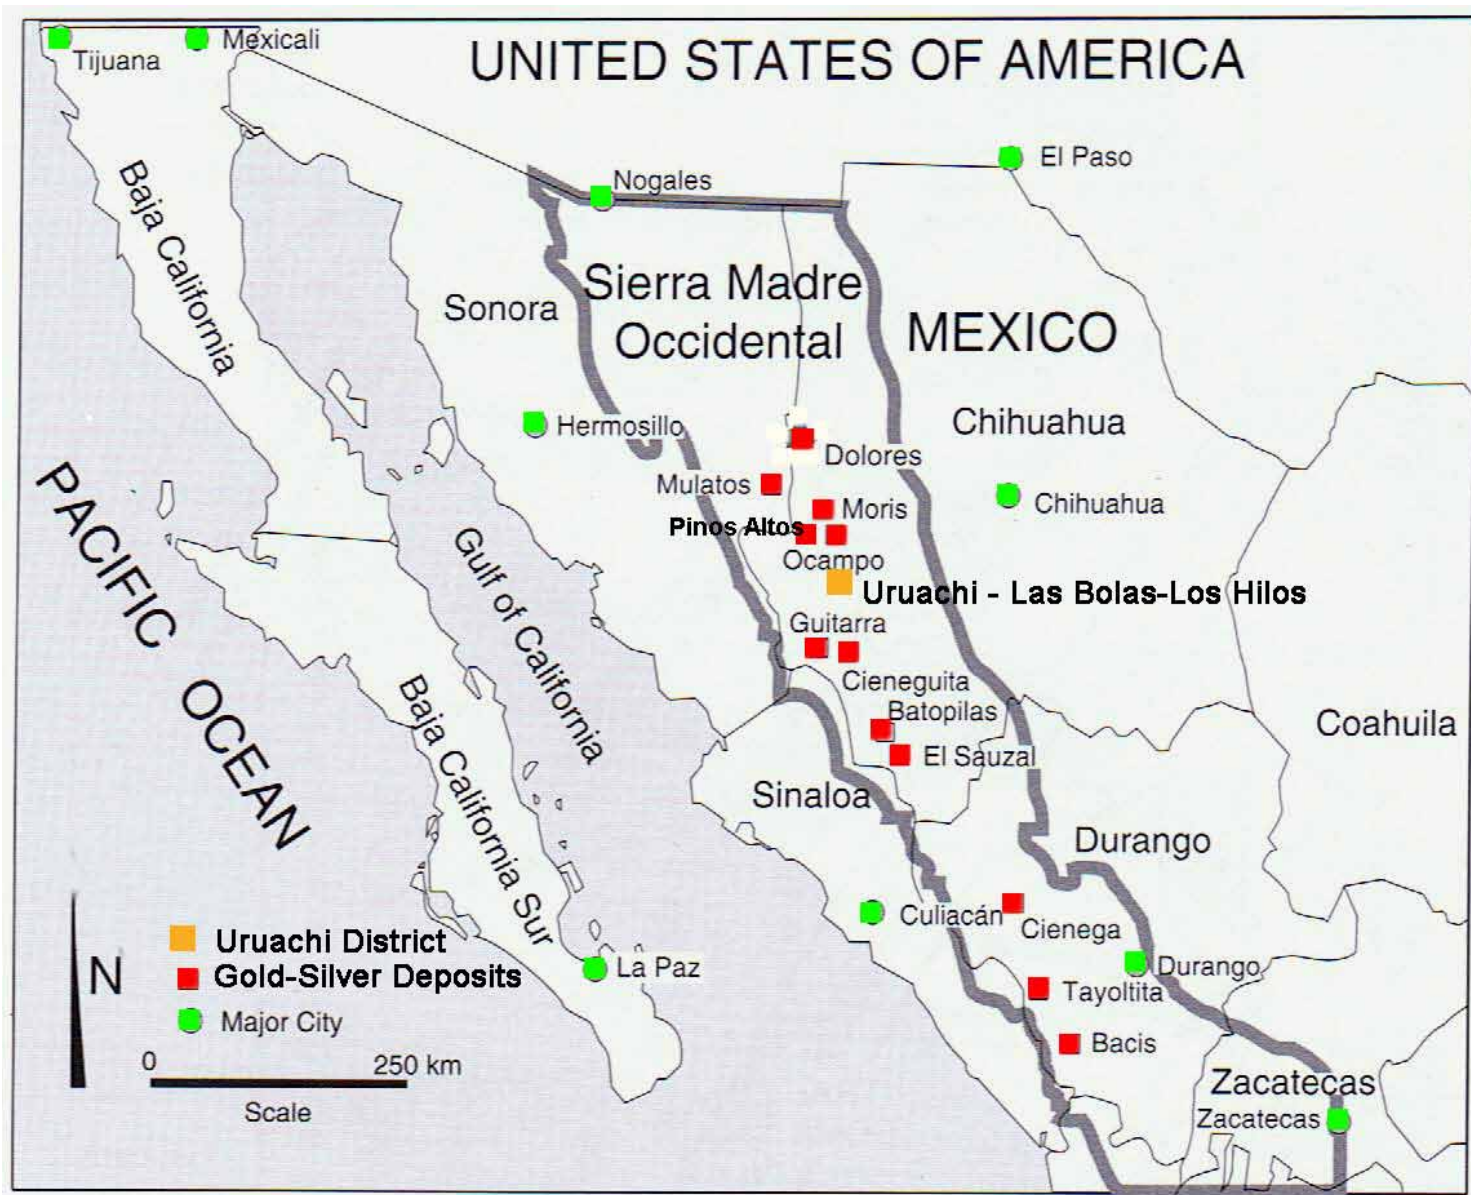 Tijuana
Mexicali
UNITED STATES OF AMERICA
El Paso
Nogales
Baja California
Sonora
Sierra Madre
Occidental
MEXICO
Hermosillo
Chihuahua
Dolores
Mulatos
Chihuahua
Moris
Pinos Altos
Ocampo
Uruachi - Las Bolas-Los Hilos
PACIFIC OCEAN
Gulf of California
Guitarra
Cieneguita
Batopilas
El Sauzal
Coahuila
Baja California Sur
Sinaloa
Durango
Culiacán
Cienega
Durango
Tayoltita
Bacis
La Paz
Zacatecas
Zacatecas
Uruachi District
Gold-Silver Deposits
Major City
N
0
250 km
Scale